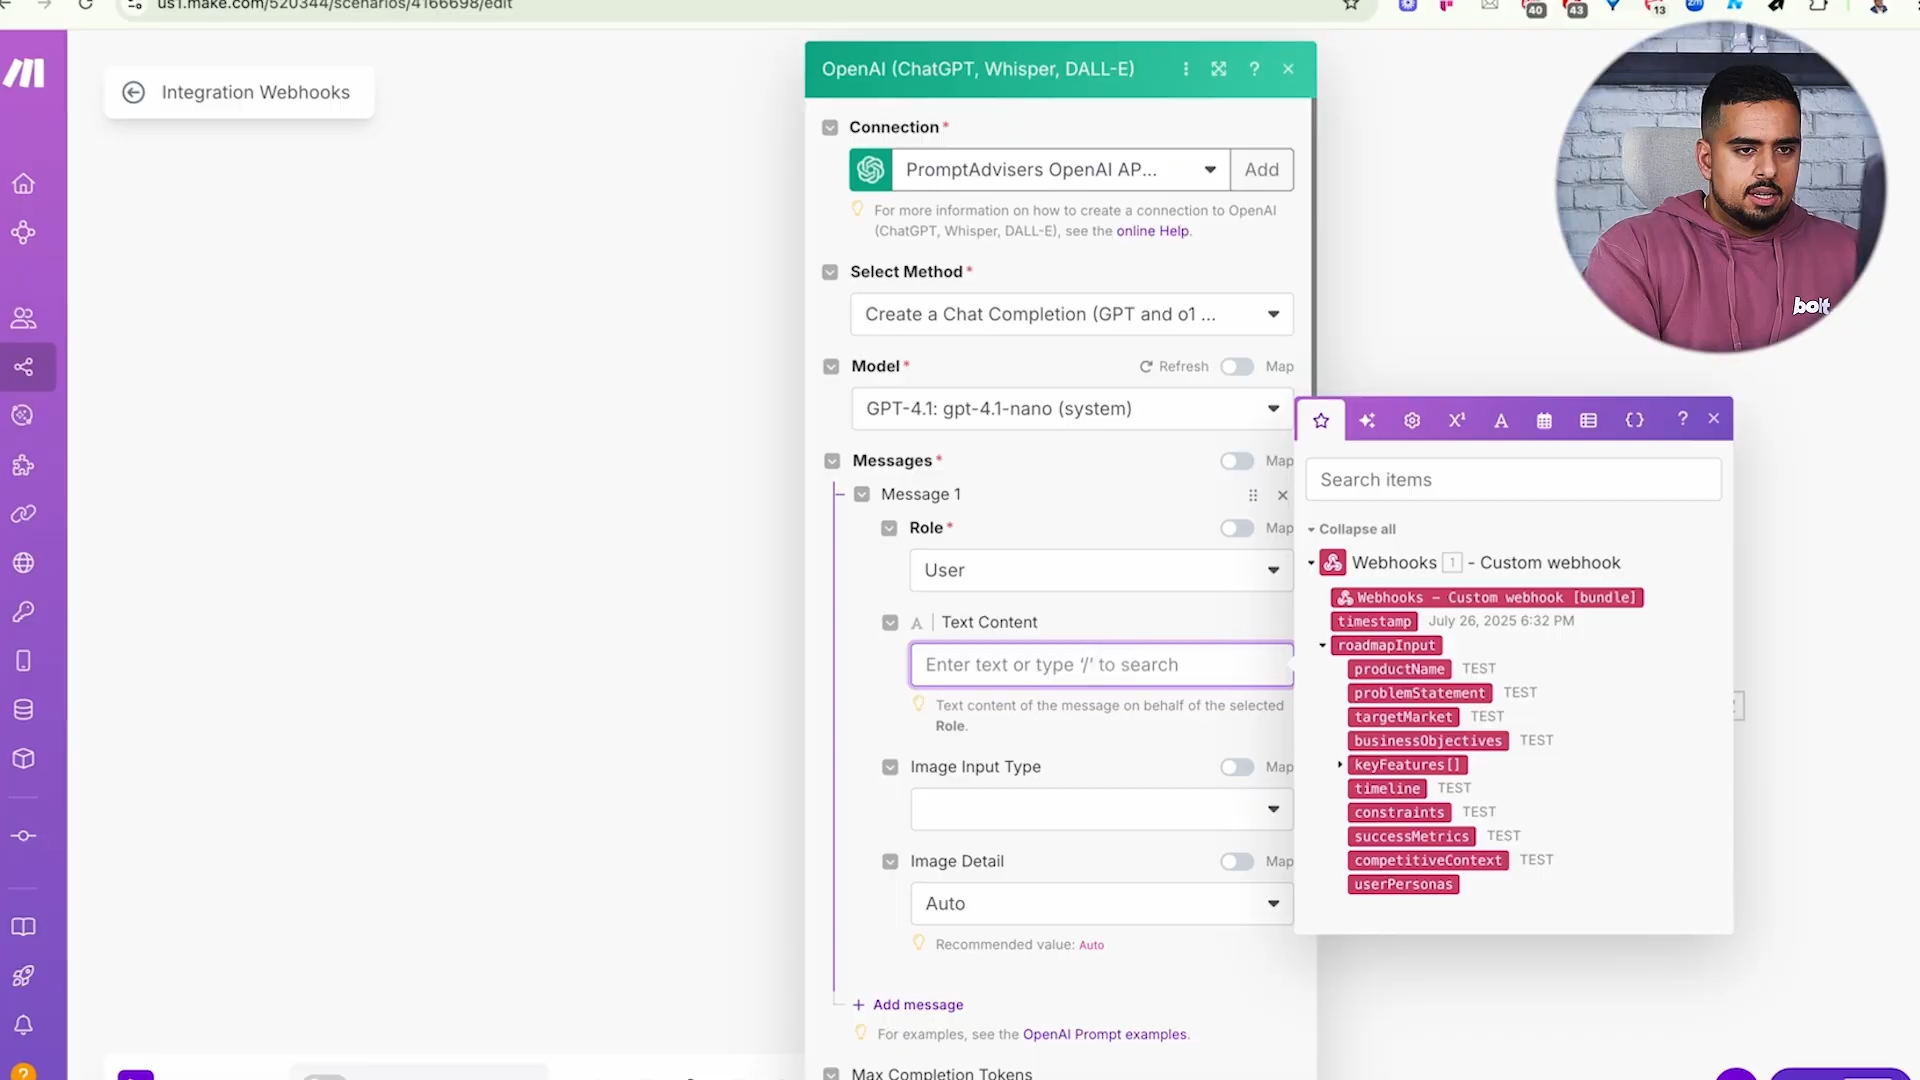 us1.make.com/520344/scenarios/4166698/edit
40
43
13
zm
Integration Webhooks
OpenAI (ChatGPT, Whisper, DALL-E)
?
Connection*
PromptAdvisers OpenAI AP...
Add
For more information on how to create a connection to OpenAI
(ChatGPT, Whisper, DALL-E), see the online Help.
Select Method*
Create a Chat Completion (GPT and o1 ...
Model*
Refresh
Map
GPT-4.1: gpt-4.1-nano (system)
Messages*
Map
Message 1
Role*
Map
User
A | Text Content
Enter text or type ‘/’ to search
Text content of the message on behalf of the selected
Role.
Image Input Type
Map
Image Detail
Map
Auto
Recommended value: Auto
+ Add message
For examples, see the OpenAI Prompt examples.
Max Completion Tokens
X¹
A
?
Search items
Collapse all
Webhooks 1 - Custom webhook
Webhooks – Custom webhook [bundle]
timestamp July 26, 2025 6:32 PM
roadmapInput
productName TEST
problemStatement TEST
targetMarket TEST
businessObjectives TEST
keyFeatures[]
timeline TEST
constraints TEST
successMetrics TEST
competitiveContext TEST
userPersonas
bolt
?